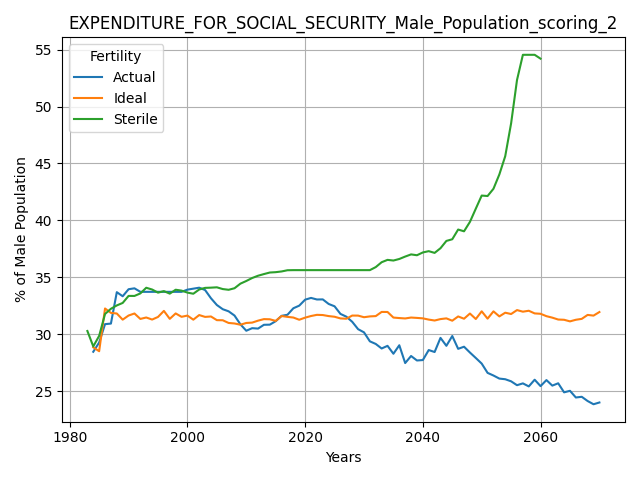 EXPENDITURE_FOR_SOCIAL_SECURITY_Male_Population_scoring_2
Fertility
Actual
Ideal
Sterile
% of Male Population
55
50
45
40
35
30
25
1980
2000
2020
2040
2060
Years